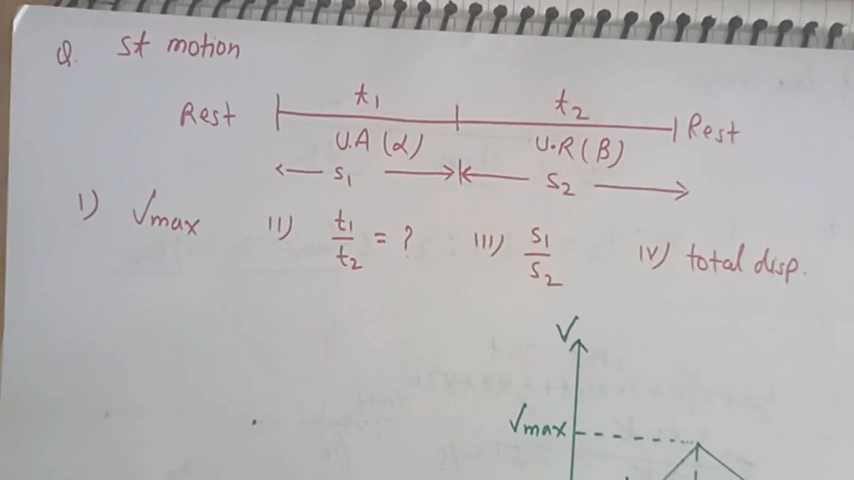 Q. St motion
t1 t2
Rest Rest
U.A (α) U.R (β)
S1 S2
I) Vmax II) t1/t2 = ? III) S1/S2 IV) total disp.
V
Vmax